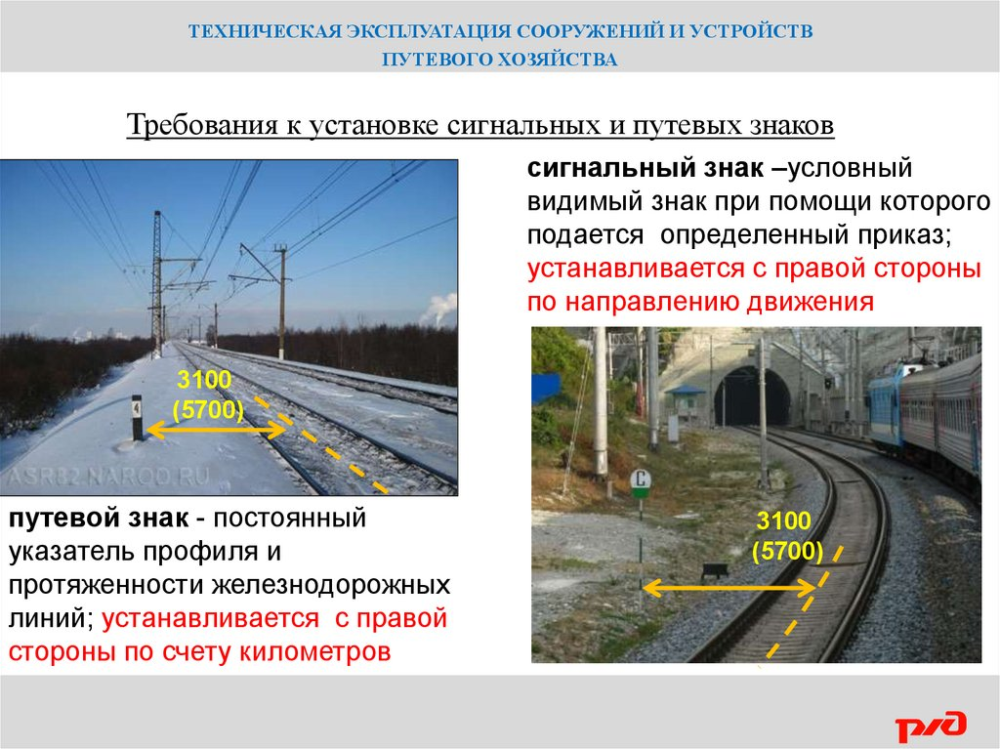 ТЕХНИЧЕСКАЯ ЭКСПЛУАТАЦИЯ СООРУЖЕНИЙ И УСТРОЙСТВ
ПУТЕВОГО ХОЗЯЙСТВА
Требования к установке сигнальных и путевых знаков
сигнальный знак –условный
видимый знак при помощи которого
подается определенный приказ;
устанавливается с правой стороны
по направлению движения
3100
(5700)
4
ASR82.NAROD.RU
путевой знак - постоянный
указатель профиля и
протяженности железнодорожных
линий; устанавливается с правой
стороны по счету километров
С
3100
(5700)
ржд